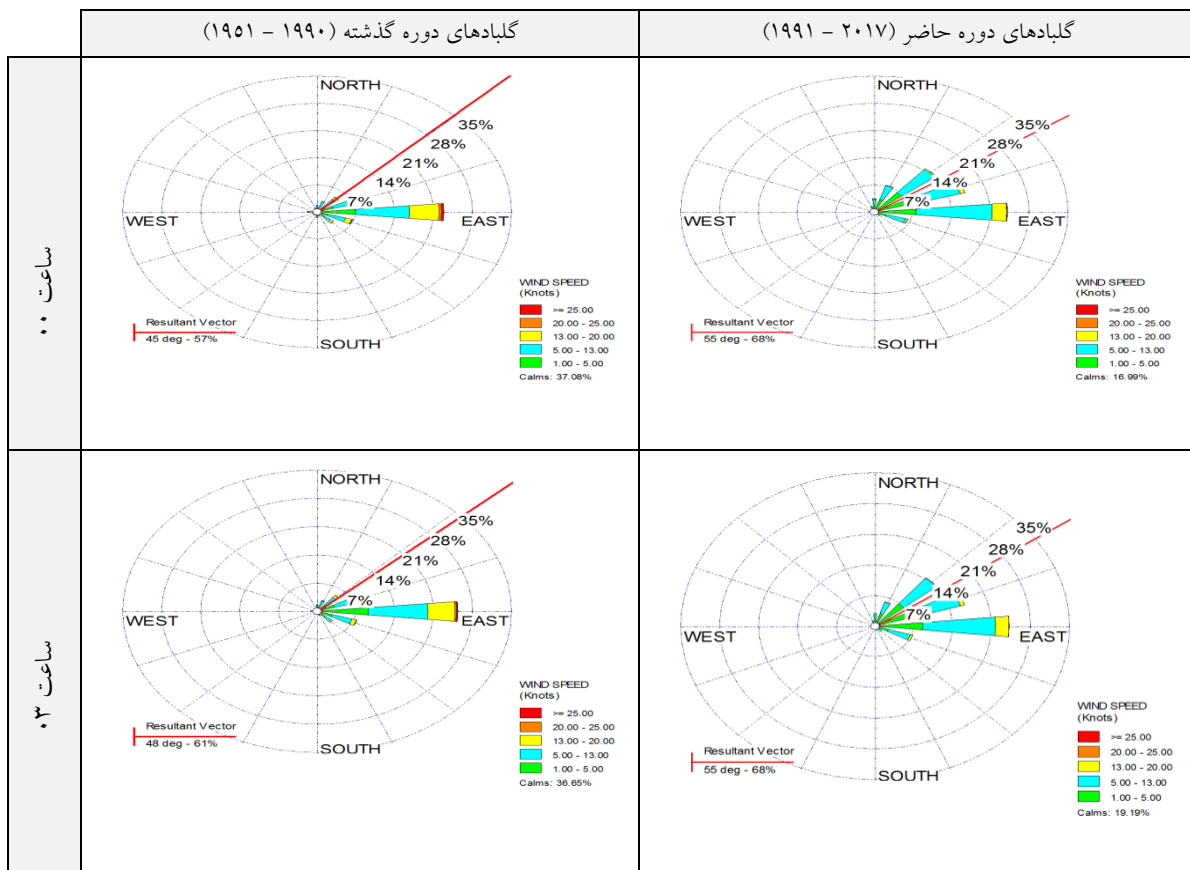 گلبادهای دوره حاضر (۲۰۱۷ - ۱۹۹۱)
گلبادهای دوره گذشته (۱۹۹۰ - ۱۹۵۱)
ساعت ۰۰
NORTH
35%
28%
21%
14%
7%
WEST
EAST
SOUTH
WIND SPEED
(Knots)
>= 25.00
20.00 - 25.00
13.00 - 20.00
5.00 - 13.00
1.00 - 5.00
Calms: 37.08%
Resultant Vector
45 deg - 57%
NORTH
35%
28%
21%
14%
7%
WEST
EAST
SOUTH
WIND SPEED
(Knots)
>= 25.00
20.00 - 25.00
13.00 - 20.00
5.00 - 13.00
1.00 - 5.00
Calms: 16.99%
Resultant Vector
55 deg - 68%
ساعت ۰۳
NORTH
35%
28%
21%
14%
7%
WEST
EAST
SOUTH
WIND SPEED
(Knots)
>= 25.00
20.00 - 25.00
13.00 - 20.00
5.00 - 13.00
1.00 - 5.00
Calms: 36.65%
Resultant Vector
48 deg - 61%
NORTH
35%
28%
21%
14%
7%
WEST
EAST
SOUTH
WIND SPEED
(Knots)
>= 25.00
20.00 - 25.00
13.00 - 20.00
5.00 - 13.00
1.00 - 5.00
Calms: 19.19%
Resultant Vector
55 deg - 68%